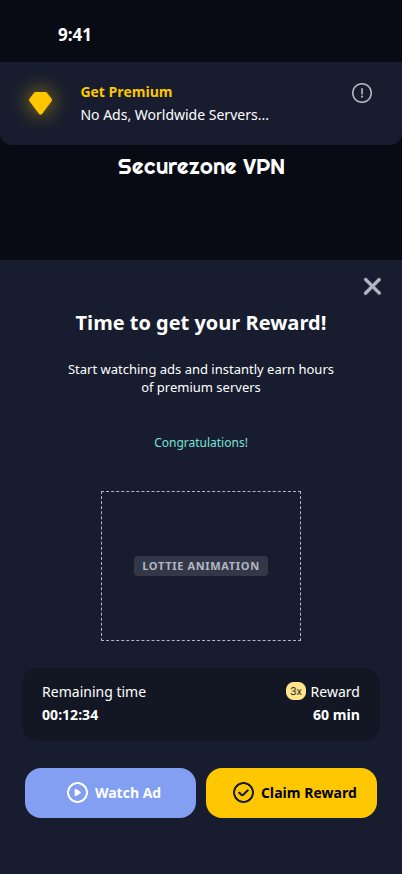 9:41
Get Premium
No Ads, Worldwide Servers...
Securezone VPN
Time to get your Reward!
Start watching ads and instantly earn hours
of premium servers
Congratulations!
LOTTIE ANIMATION
Remaining time
00:12:34
3x Reward
60 min
Watch Ad
Claim Reward